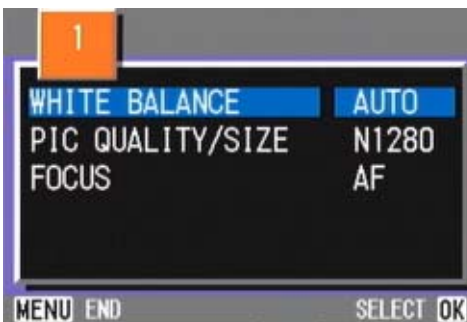 1
WHITE BALANCE AUTO
PIC QUALITY/SIZE N1280
FOCUS AF
MENU END SELECT OK